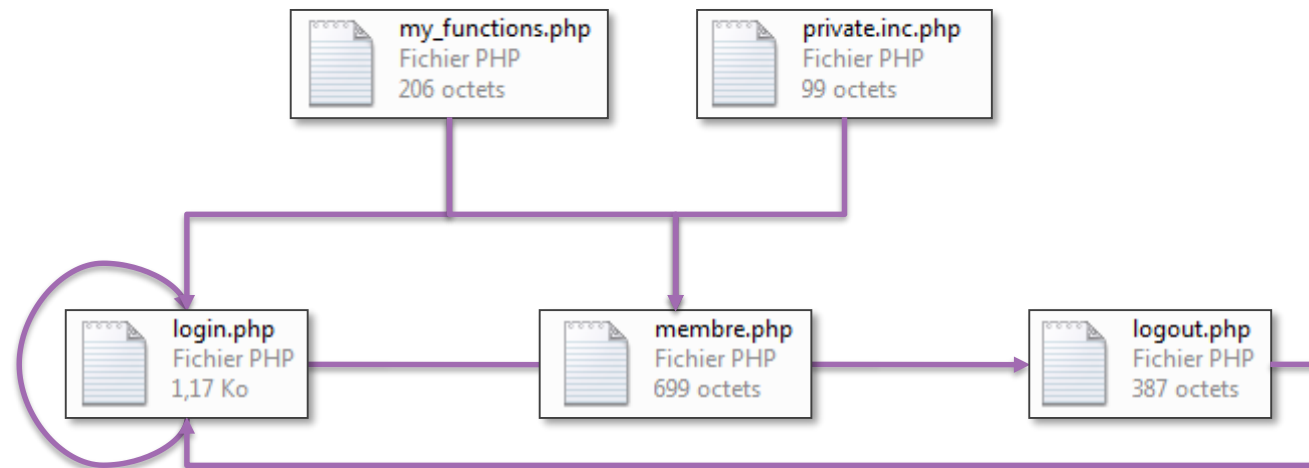 my_functions.php
Fichier PHP
206 octets
private.inc.php
Fichier PHP
99 octets
login.php
Fichier PHP
1,17 Ko
membre.php
Fichier PHP
699 octets
logout.php
Fichier PHP
387 octets